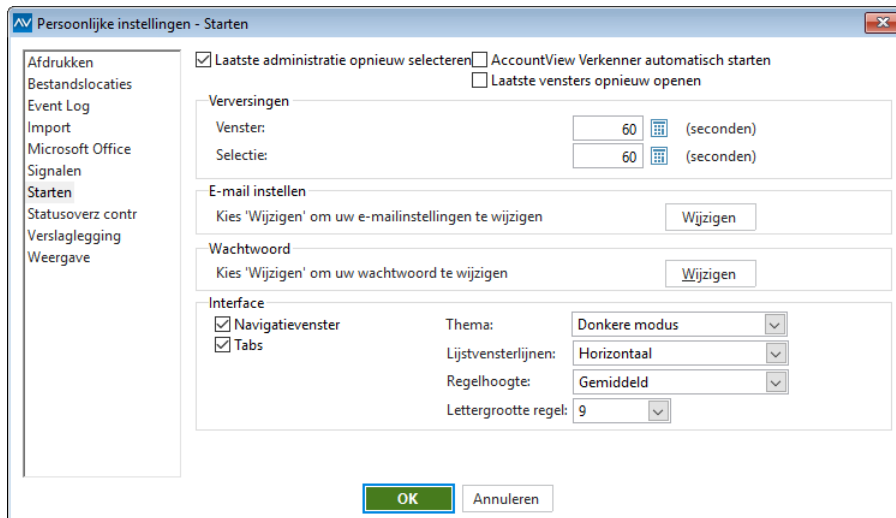 Persoonlijke instellingen - Starten
Afdrukken
Bestandslocaties
Event Log
Import
Microsoft Office
Signalen
Starten
Statusoverz contr
Verslaglegging
Weergave
Laatste administratie opnieuw selecteren
AccountView Verkenner automatisch starten
Laatste vensters opnieuw openen
Verversingen
Venster: 60 (seconden)
Selectie: 60 (seconden)
E-mail instellen
Kies 'Wijzigen' om uw e-mailinstellingen te wijzigen Wijzigen
Wachtwoord
Kies 'Wijzigen' om uw wachtwoord te wijzigen Wijzigen
Interface
Navigatievenster
Tabs
Thema: Donkere modus
Lijstvensterlijnen: Horizontaal
Regelhoogte: Gemiddeld
Lettergrootte regel: 9
OK Annuleren